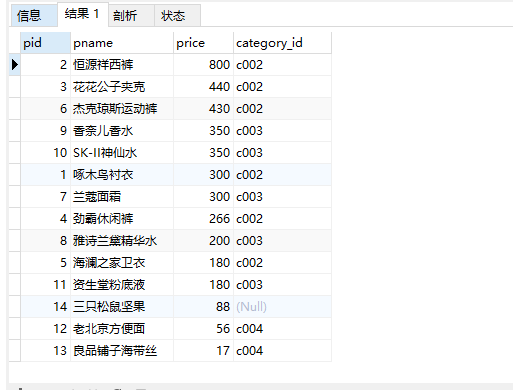 信息 结果 1 剖析 状态
pid pname price category_id
2 恒源祥西裤 800 c002
3 花花公子夹克 440 c002
6 杰克琼斯运动裤 430 c002
9 香奈儿香水 350 c003
10 SK-II神仙水 350 c003
1 啄木鸟衬衣 300 c002
7 兰蔻面霜 300 c003
4 劲霸休闲裤 266 c002
8 雅诗兰黛精华水 200 c003
5 海澜之家卫衣 180 c002
11 资生堂粉底液 180 c003
14 三只松鼠坚果 88 (Null)
12 老北京方便面 56 c004
13 良品铺子海带丝 17 c004